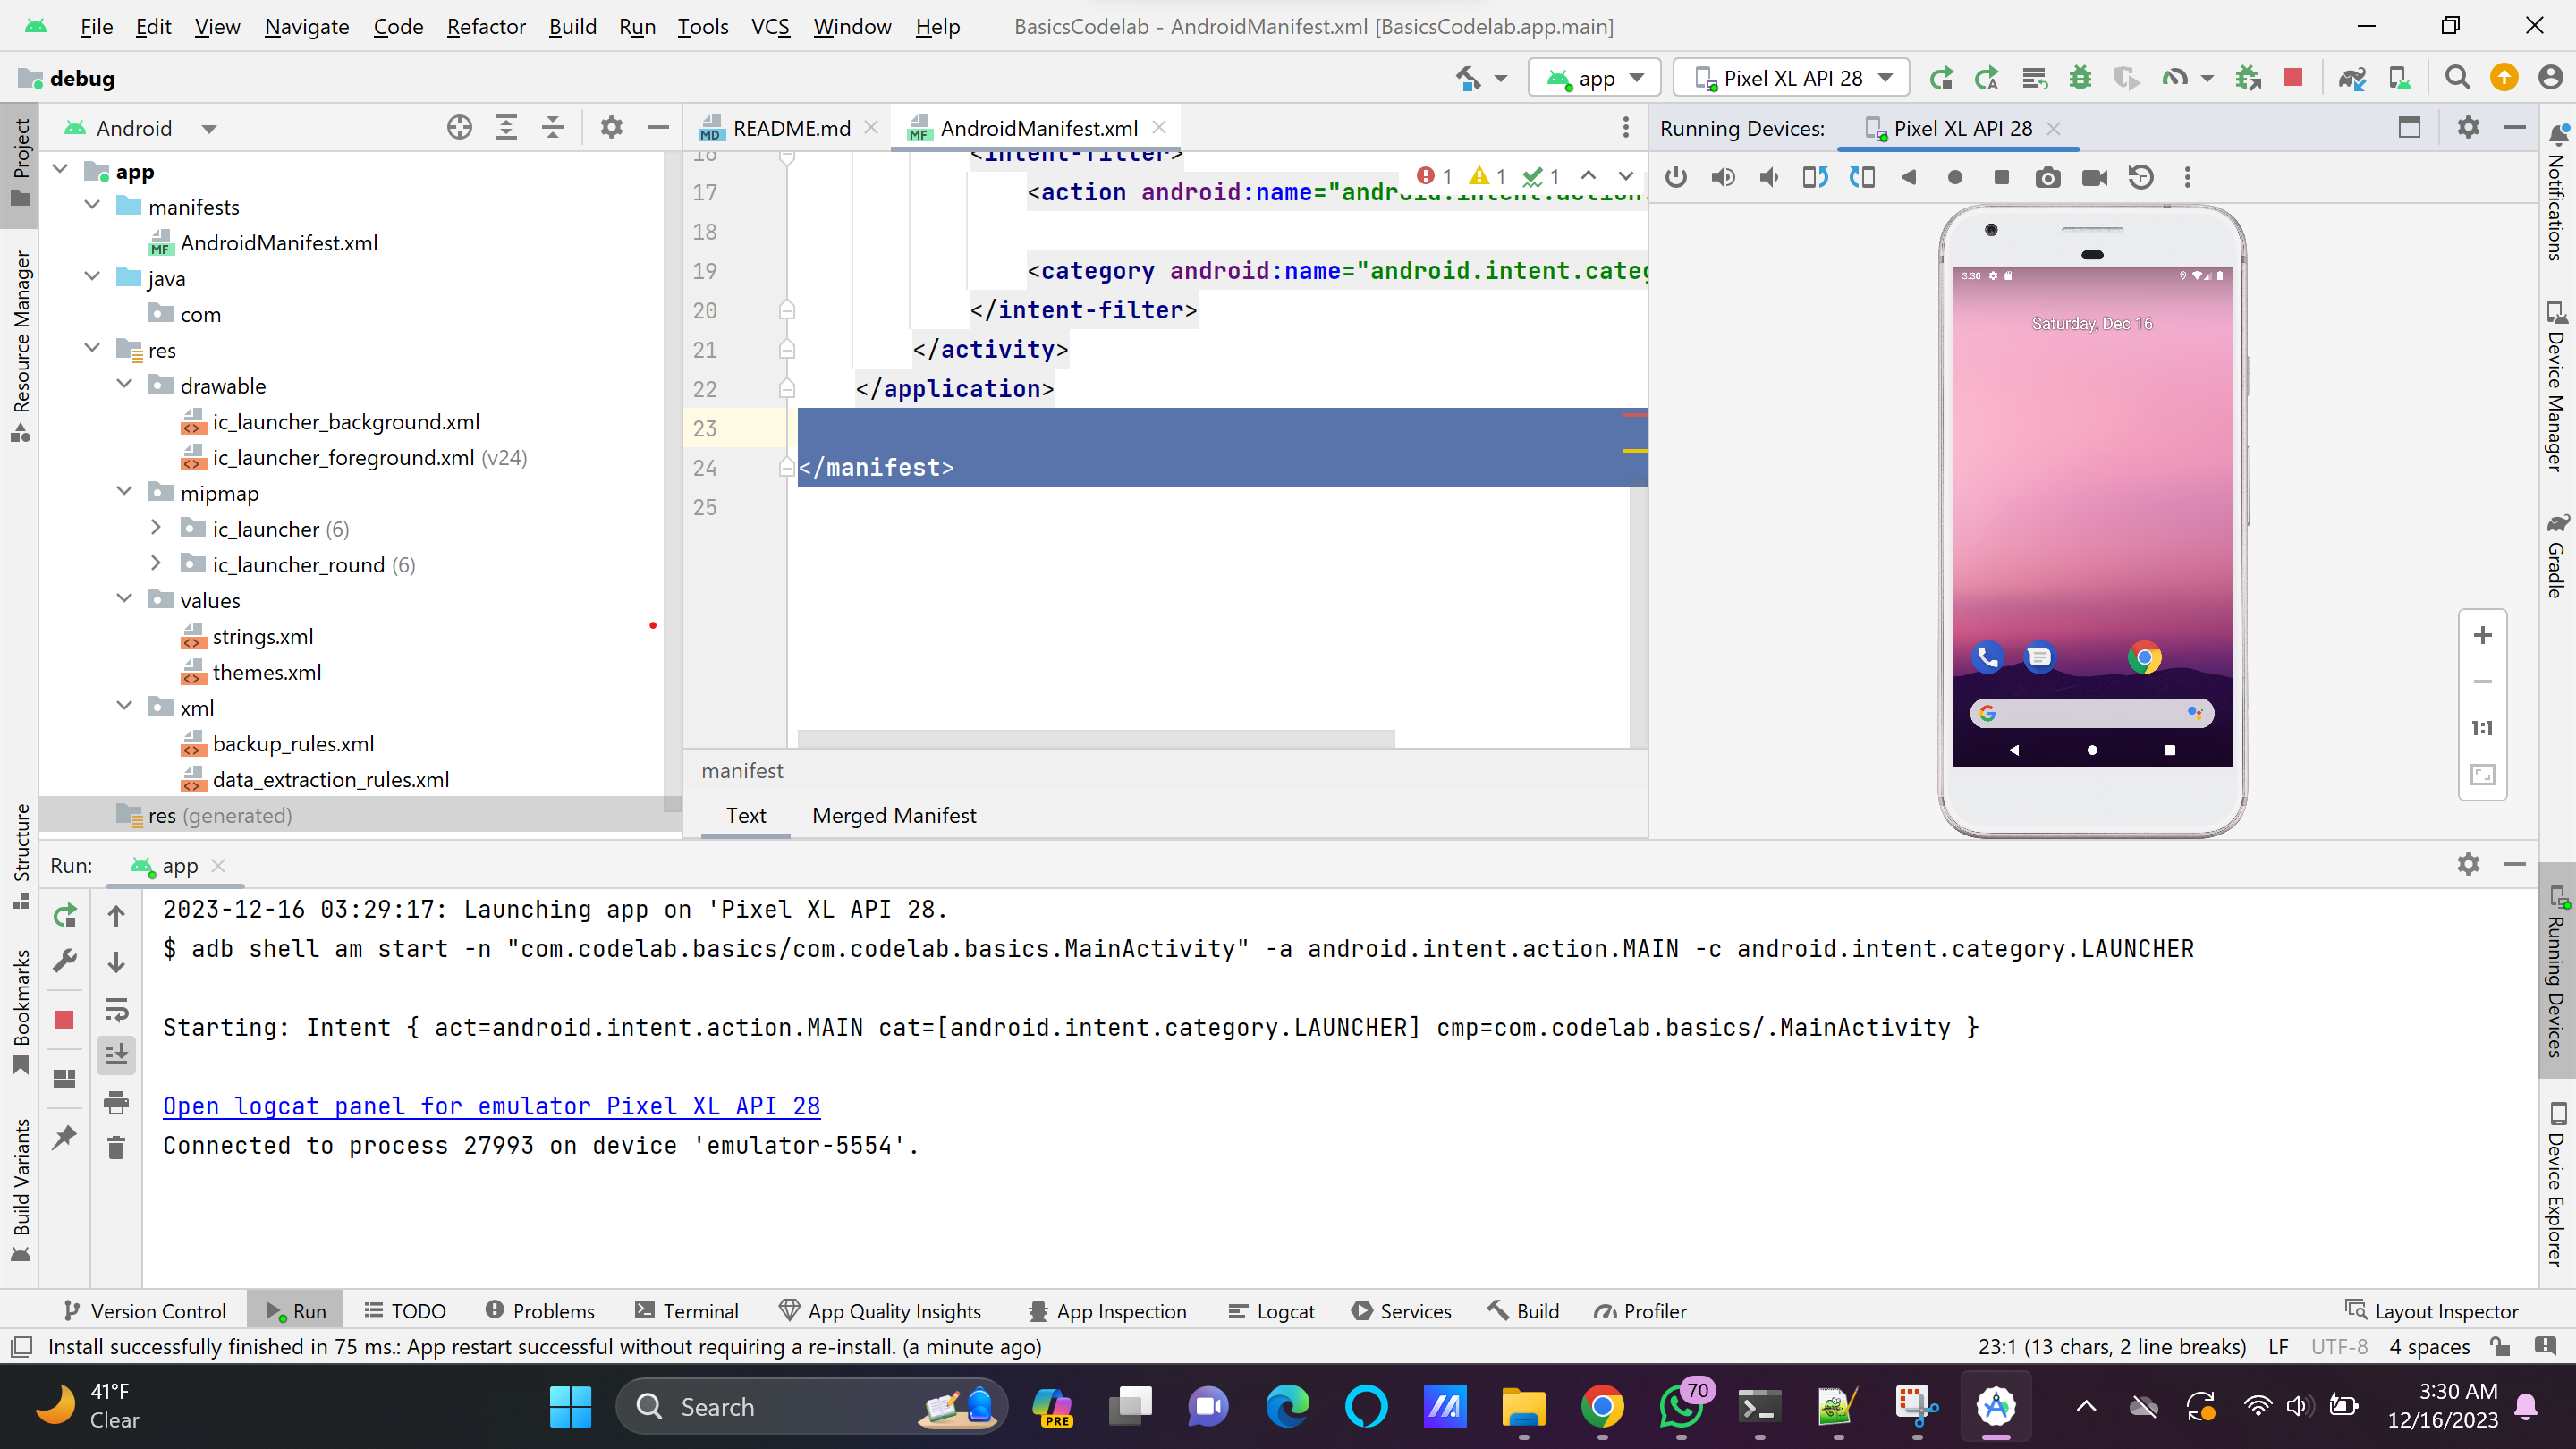 File Edit View Navigate Code Refactor Build Run Tools VCS Window Help BasicsCodelab - AndroidManifest.xml [BasicsCodelab.app.main]
debug app Pixel XL API 28
Project
Resource Manager
Structure
Bookmarks
Build Variants
Android
app
manifests
AndroidManifest.xml
java
com
res
drawable
ic_launcher_background.xml
ic_launcher_foreground.xml (v24)
mipmap
ic_launcher (6)
ic_launcher_round (6)
values
strings.xml
themes.xml
xml
backup_rules.xml
data_extraction_rules.xml
res (generated)
README.md AndroidManifest.xml
1 1 1
16 <intent-filter>
17 <action android:name="android.intent.action.
18
19 <category android:name="android.intent.categ
20 </intent-filter>
21 </activity>
22 </application>
23
24 </manifest>
25
manifest
Text Merged Manifest
Running Devices: Pixel XL API 28
3:30
Saturday, Dec 16
1:1
Notifications
Device Manager
Gradle
Running Devices
Device Explorer
Run: app
2023-12-16 03:29:17: Launching app on 'Pixel XL API 28.
$ adb shell am start -n "com.codelab.basics/com.codelab.basics.MainActivity" -a android.intent.action.MAIN -c android.intent.category.LAUNCHER
Starting: Intent { act=android.intent.action.MAIN cat=[android.intent.category.LAUNCHER] cmp=com.codelab.basics/.MainActivity }
Open logcat panel for emulator Pixel XL API 28
Connected to process 27993 on device 'emulator-5554'.
Version Control Run TODO Problems Terminal App Quality Insights App Inspection Logcat Services Build Profiler Layout Inspector
Install successfully finished in 75 ms.: App restart successful without requiring a re-install. (a minute ago) 23:1 (13 chars, 2 line breaks) LF UTF-8 4 spaces
41°F
Clear
Search
PRE
70
3:30 AM
12/16/2023